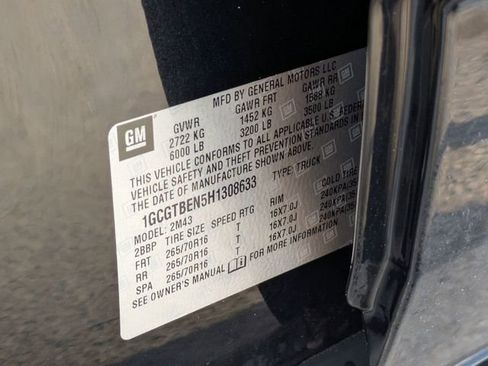 GM
MFD BY GENERAL MOTORS LLC
GVWR GAWR FRT GAWR RR
2722 KG 1452 KG 1588 KG
6000 LB 3200 LB 3500 LB
THIS VEHICLE CONFORMS TO ALL APPLICABLE U.S. FEDERAL
VEHICLE SAFETY AND THEFT PREVENTION STANDARDS IN
THE DATE OF MANUFACTURE SHOWN ABOVE.
1GCGTBEN5H1308633 TYPE: TRUCK
MODEL: 2M43
2BBP TIRE SIZE SPEED RTG RIM COLD TIRE
FRT 265/70R16 T 16X7.0J 240KPA(35
RR 265/70R16 T 16X7.0J 240KPA(35
SPA 265/70R16 T 16X7.0J 240KPA(35
SEE OWNER'S MANUAL FOR MORE INFORMATION.